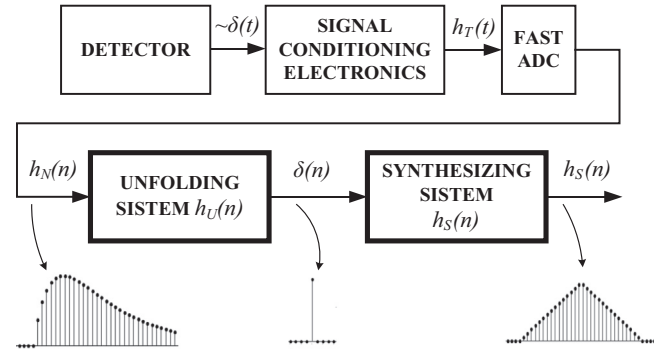 DETECTOR
~δ(t)
SIGNAL
CONDITIONING
ELECTRONICS
h_T(t)
FAST
ADC
h_N(n)
UNFOLDING
SISTEM h_U(n)
δ(n)
SYNTHESIZING
SISTEM
h_S(n)
h_S(n)